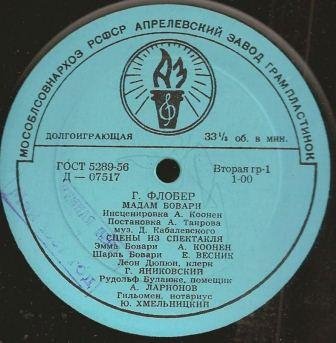 МОСОБЛСОВНАРХОЗ РСФСР АПРЕЛЕВСКИЙ ЗАВОД ГРАМПЛАСТИНОК
АЗ
ДОЛГОИГРАЮЩАЯ 33⅓ об. в мин.
ГОСТ 5289-56 Вторая гр-1
Д — 07517 1-00
Г. ФЛОБЕР
МАДАМ БОВАРИ
Инсценировка А. Коонен
Постановка А. Таирова
муз. Д. Кабалевского
СЦЕНЫ ИЗ СПЕКТАКЛЯ
Эмма Бовари А. КООНЕН
Шарль Бовари Е. ВЕСНИК
Леон Дюпюи, клерк
Г. ЯНИКОВСКИЙ
Рудольф Буланже, помещик
А. ЛАРИОНОВ
Гильомен, нотариус
Ю. ХМЕЛЬНИЦКИЙ